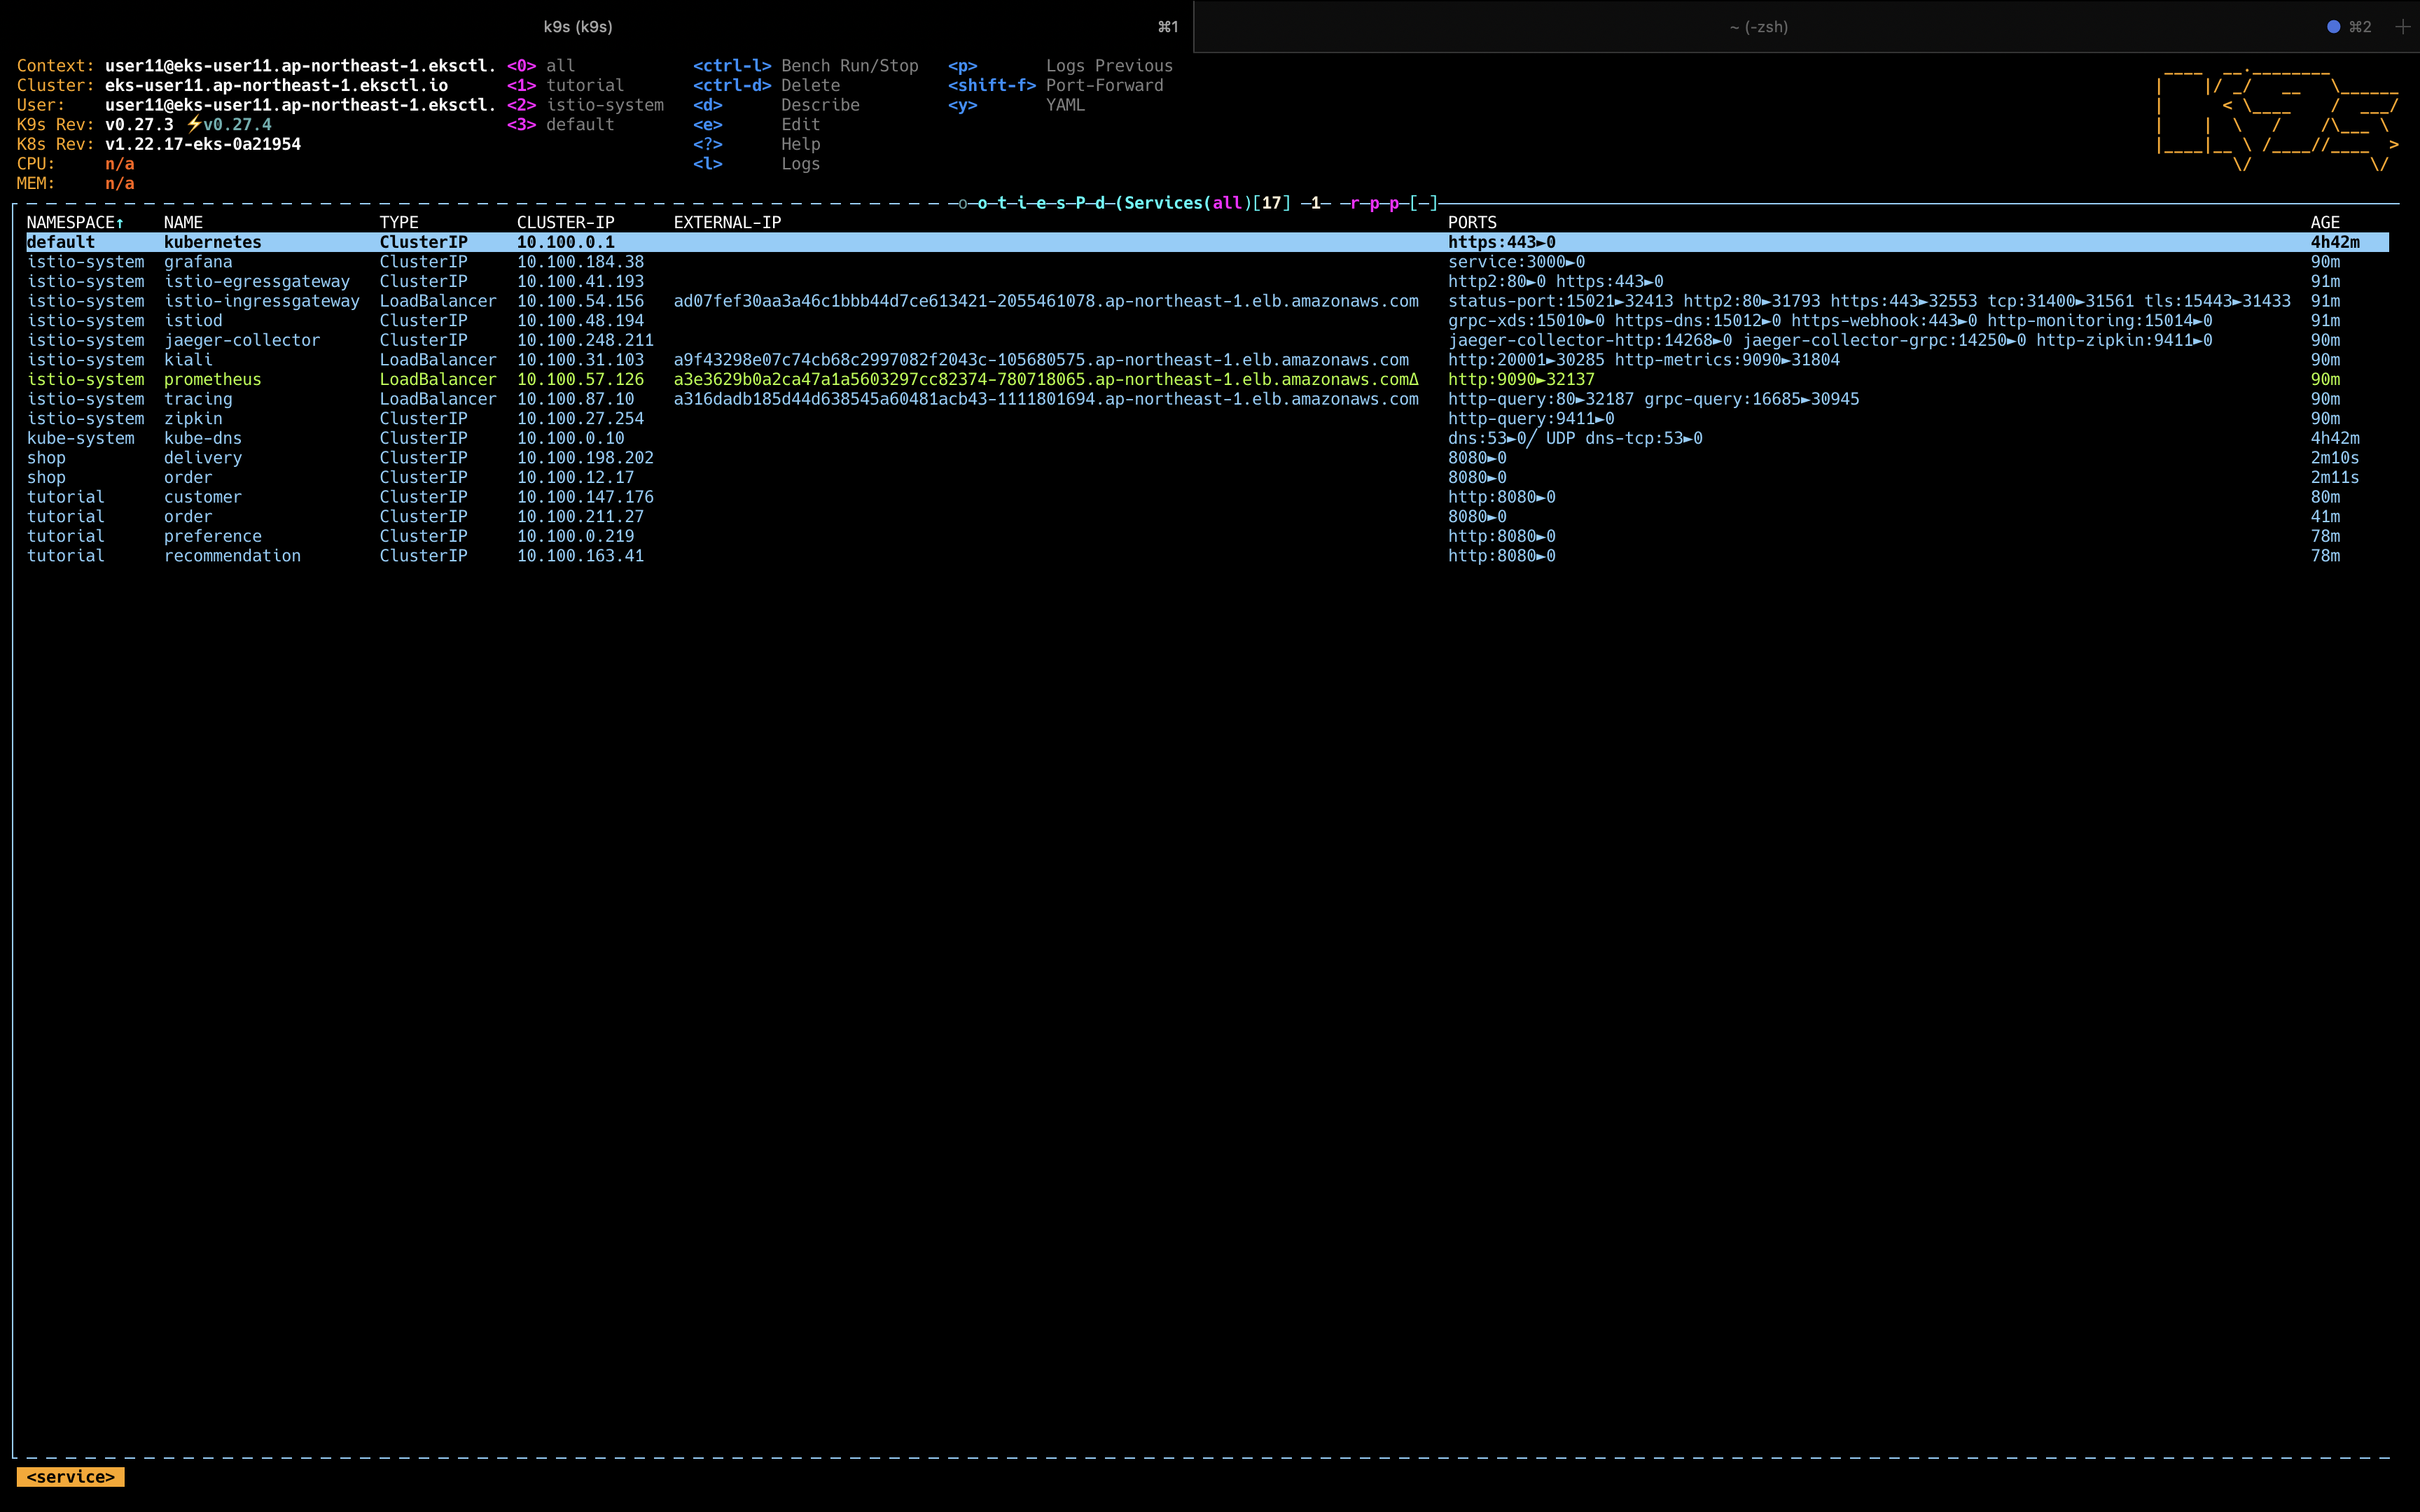 k9s (k9s) ⌘1 ~ (-zsh) ⌘2
Context: user11@eks-user11.ap-northeast-1.eksctl. <0> all <ctrl-l> Bench Run/Stop <p> Logs Previous
Cluster: eks-user11.ap-northeast-1.eksctl.io <1> tutorial <ctrl-d> Delete <shift-f> Port-Forward
User: user11@eks-user11.ap-northeast-1.eksctl. <2> istio-system <d> Describe <y> YAML
K9s Rev: v0.27.3 ⚡v0.27.4 <3> default <e> Edit
K8s Rev: v1.22.17-eks-0a21954 <?> Help
CPU: n/a <l> Logs
MEM: n/a
o—o—t—i—e—s—P—d—(Services(all)[17] —1— —r—p—p—[—]
NAMESPACE↑ NAME TYPE CLUSTER-IP EXTERNAL-IP PORTS AGE
default kubernetes ClusterIP 10.100.0.1 https:443►0 4h42m
istio-system grafana ClusterIP 10.100.184.38 service:3000►0 90m
istio-system istio-egressgateway ClusterIP 10.100.41.193 http2:80►0 https:443►0 91m
istio-system istio-ingressgateway LoadBalancer 10.100.54.156 ad07fef30aa3a46c1bbb44d7ce613421-2055461078.ap-northeast-1.elb.amazonaws.com status-port:15021►32413 http2:80►31793 https:443►32553 tcp:31400►31561 tls:15443►31433 91m
istio-system istiod ClusterIP 10.100.48.194 grpc-xds:15010►0 https-dns:15012►0 https-webhook:443►0 http-monitoring:15014►0 91m
istio-system jaeger-collector ClusterIP 10.100.248.211 jaeger-collector-http:14268►0 jaeger-collector-grpc:14250►0 http-zipkin:9411►0 90m
istio-system kiali LoadBalancer 10.100.31.103 a9f43298e07c74cb68c2997082f2043c-105680575.ap-northeast-1.elb.amazonaws.com http:20001►30285 http-metrics:9090►31804 90m
istio-system prometheus LoadBalancer 10.100.57.126 a3e3629b0a2ca47a1a5603297cc82374-780718065.ap-northeast-1.elb.amazonaws.comΔ http:9090►32137 90m
istio-system tracing LoadBalancer 10.100.87.10 a316dadb185d44d638545a60481acb43-1111801694.ap-northeast-1.elb.amazonaws.com http-query:80►32187 grpc-query:16685►30945 90m
istio-system zipkin ClusterIP 10.100.27.254 http-query:9411►0 90m
kube-system kube-dns ClusterIP 10.100.0.10 dns:53►0╱ UDP dns-tcp:53►0 4h42m
shop delivery ClusterIP 10.100.198.202 8080►0 2m10s
shop order ClusterIP 10.100.12.17 8080►0 2m11s
tutorial customer ClusterIP 10.100.147.176 http:8080►0 80m
tutorial order ClusterIP 10.100.211.27 8080►0 41m
tutorial preference ClusterIP 10.100.0.219 http:8080►0 78m
tutorial recommendation ClusterIP 10.100.163.41 http:8080►0 78m
<service>